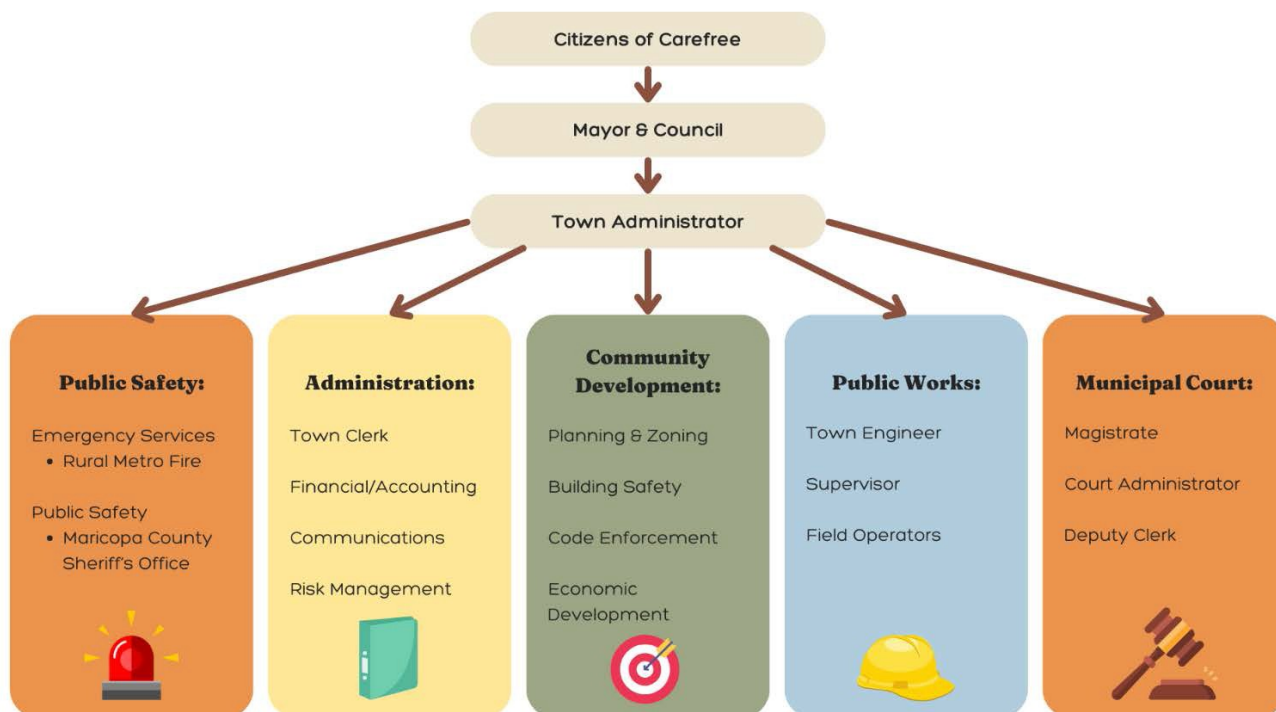 Citizens of Carefree
Mayor & Council
Town Administrator
Public Safety:
Emergency Services
• Rural Metro Fire
Public Safety
• Maricopa County
Sheriff's Office
Administration:
Town Clerk
Financial/Accounting
Communications
Risk Management
Community
Development:
Planning & Zoning
Building Safety
Code Enforcement
Economic
Development
Public Works:
Town Engineer
Supervisor
Field Operators
Municipal Court:
Magistrate
Court Administrator
Deputy Clerk